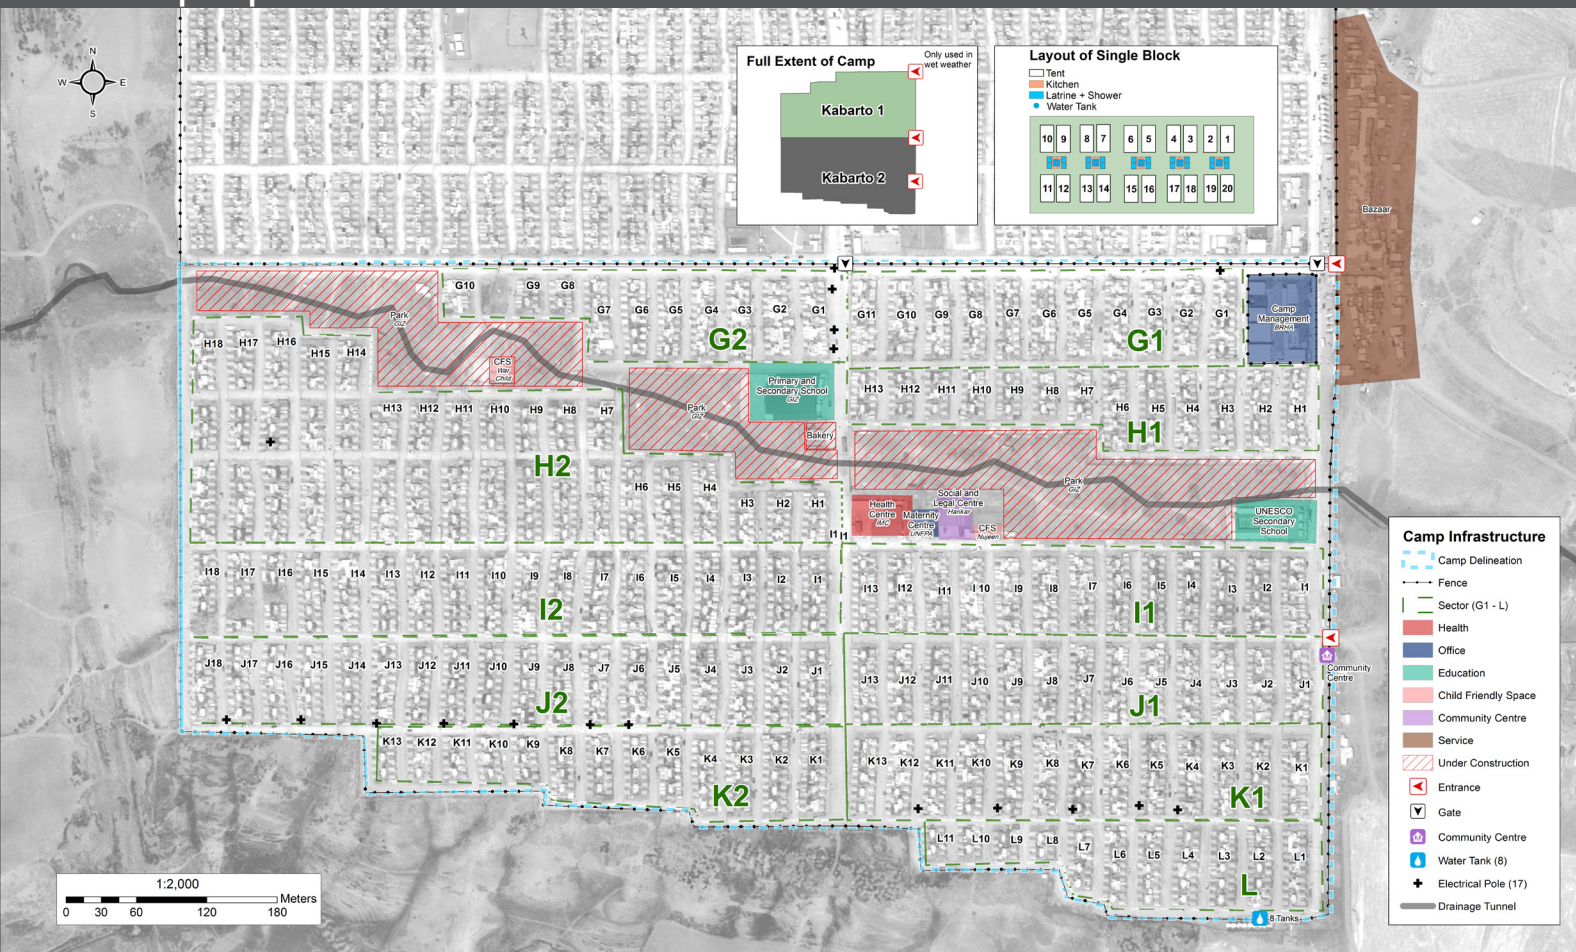 N
W
E
S
Full Extent of Camp
Only used in
wet weather
Kabarto 1
Kabarto 2
Layout of Single Block
Tent
Kitchen
Latrine + Shower
Water Tank
10 9 8 7 6 5 4 3 2 1
11 12 13 14 15 16 17 18 19 20
Bazaar
G10 G9 G8
G7 G6 G5 G4 G3 G2 G1
G2
G11 G10 G9 G8 G7 G6 G5 G4 G3 G2 G1
G1
Camp
Management
BRHA
Park
GIZ
CFS
War
Child
H18 H17 H16 H15 H14
H13 H12 H11 H10 H9 H8 H7
H2
H6 H5 H4 H3 H2 H1
Park
GIZ
Primary and
Secondary School
GIZ
Bakery
H13 H12 H11 H10 H9 H8 H7 H6 H5 H4 H3 H2 H1
H1
Park
GIZ
Health
Centre
IMC
Maternity
Centre
UNFPA
Social and
Legal Centre
Harikar
CFS
Nujeen
UNESCO
Secondary
School
I1 I1
I18 I17 I16 I15 I14 I13 I12 I11 I10 I9 I8 I7 I6 I5 I4 I3 I2 I1
I2
I13 I12 I11 I 10 I9 I8 I7 I6 I5 I4 I3 I2 I1
I1
J18 J17 J16 J15 J14 J13 J12 J11 J10 J9 J8 J7 J6 J5 J4 J3 J2 J1
J2
J13 J12 J11 J10 J9 J8 J7 J6 J5 J4 J3 J2 J1
J1
Community
Centre
K13 K12 K11 K10 K9 K8 K7 K6 K5 K4 K3 K2 K1
K2
K13 K12 K11 K10 K9 K8 K7 K6 K5 K4 K3 K2 K1
K1
L11 L10 L9 L8 L7 L6 L5 L4 L3 L2 L1
L
8 Tanks
1:2,000
Meters
0 30 60 120 180
Camp Infrastructure
Camp Delineation
Fence
Sector (G1 - L)
Health
Office
Education
Child Friendly Space
Community Centre
Service
Under Construction
Entrance
Gate
Community Centre
Water Tank (8)
Electrical Pole (17)
Drainage Tunnel